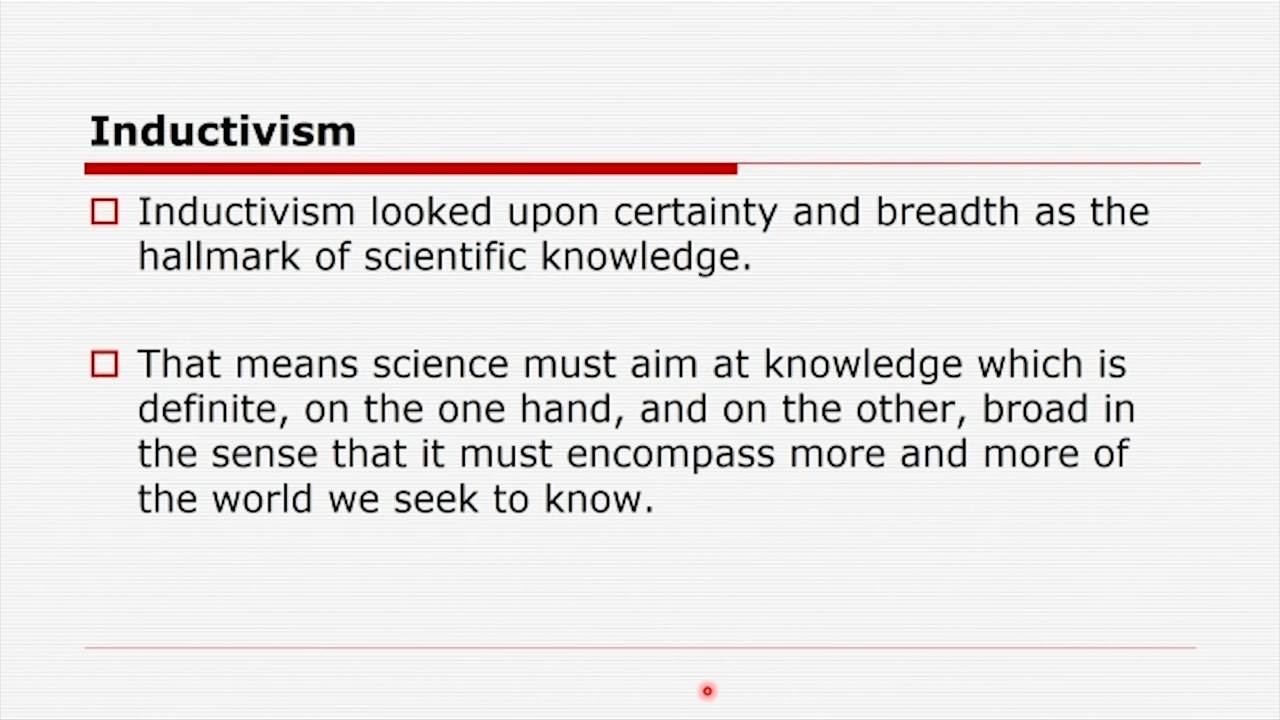 Inductivism
Inductivism looked upon certainty and breadth as the
hallmark of scientific knowledge.
That means science must aim at knowledge which is
definite, on the one hand, and on the other, broad in
the sense that it must encompass more and more of
the world we seek to know.